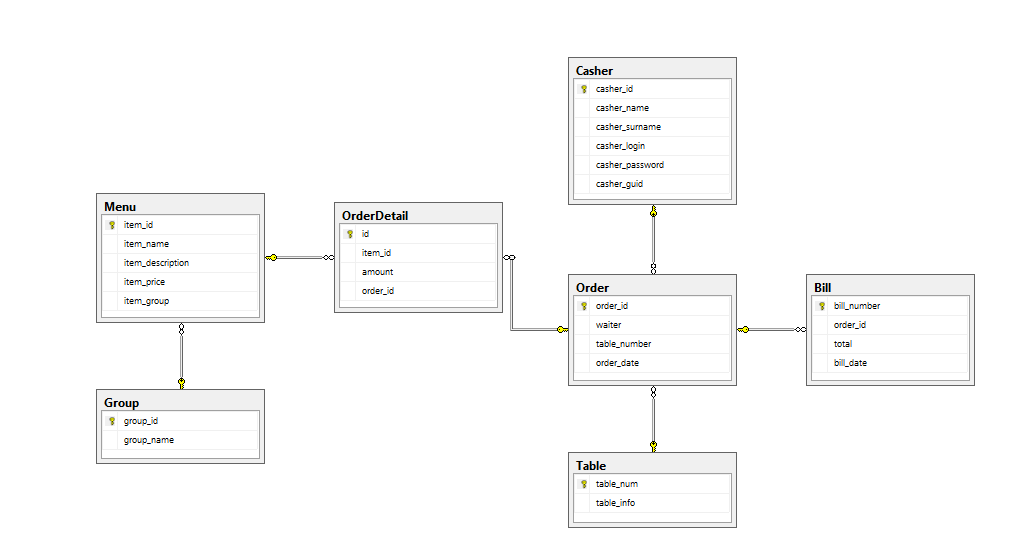 Casher
casher_id
casher_name
casher_surname
casher_login
casher_password
casher_guid
Menu
item_id
item_name
item_description
item_price
item_group
OrderDetail
id
item_id
amount
order_id
Order
order_id
waiter
table_number
order_date
Bill
bill_number
order_id
total
bill_date
Group
group_id
group_name
Table
table_num
table_info